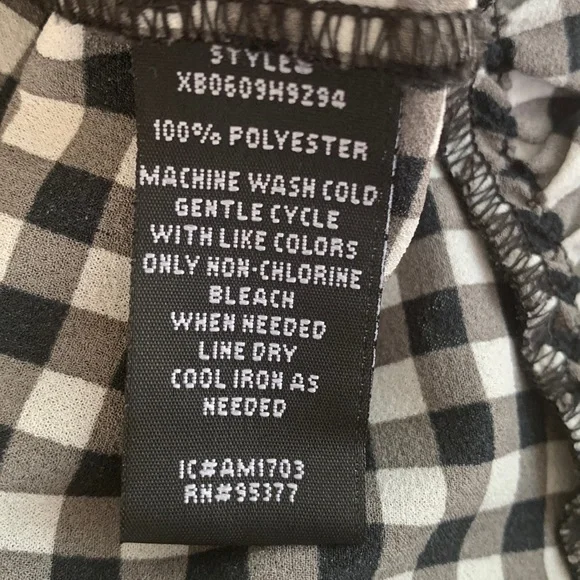 STYLE#
XB0609H9294
100% POLYESTER
MACHINE WASH COLD
GENTLE CYCLE
WITH LIKE COLORS
ONLY NON-CHLORINE
BLEACH
WHEN NEEDED
LINE DRY
COOL IRON AS
NEEDED
IC#AM1703
RN#95377